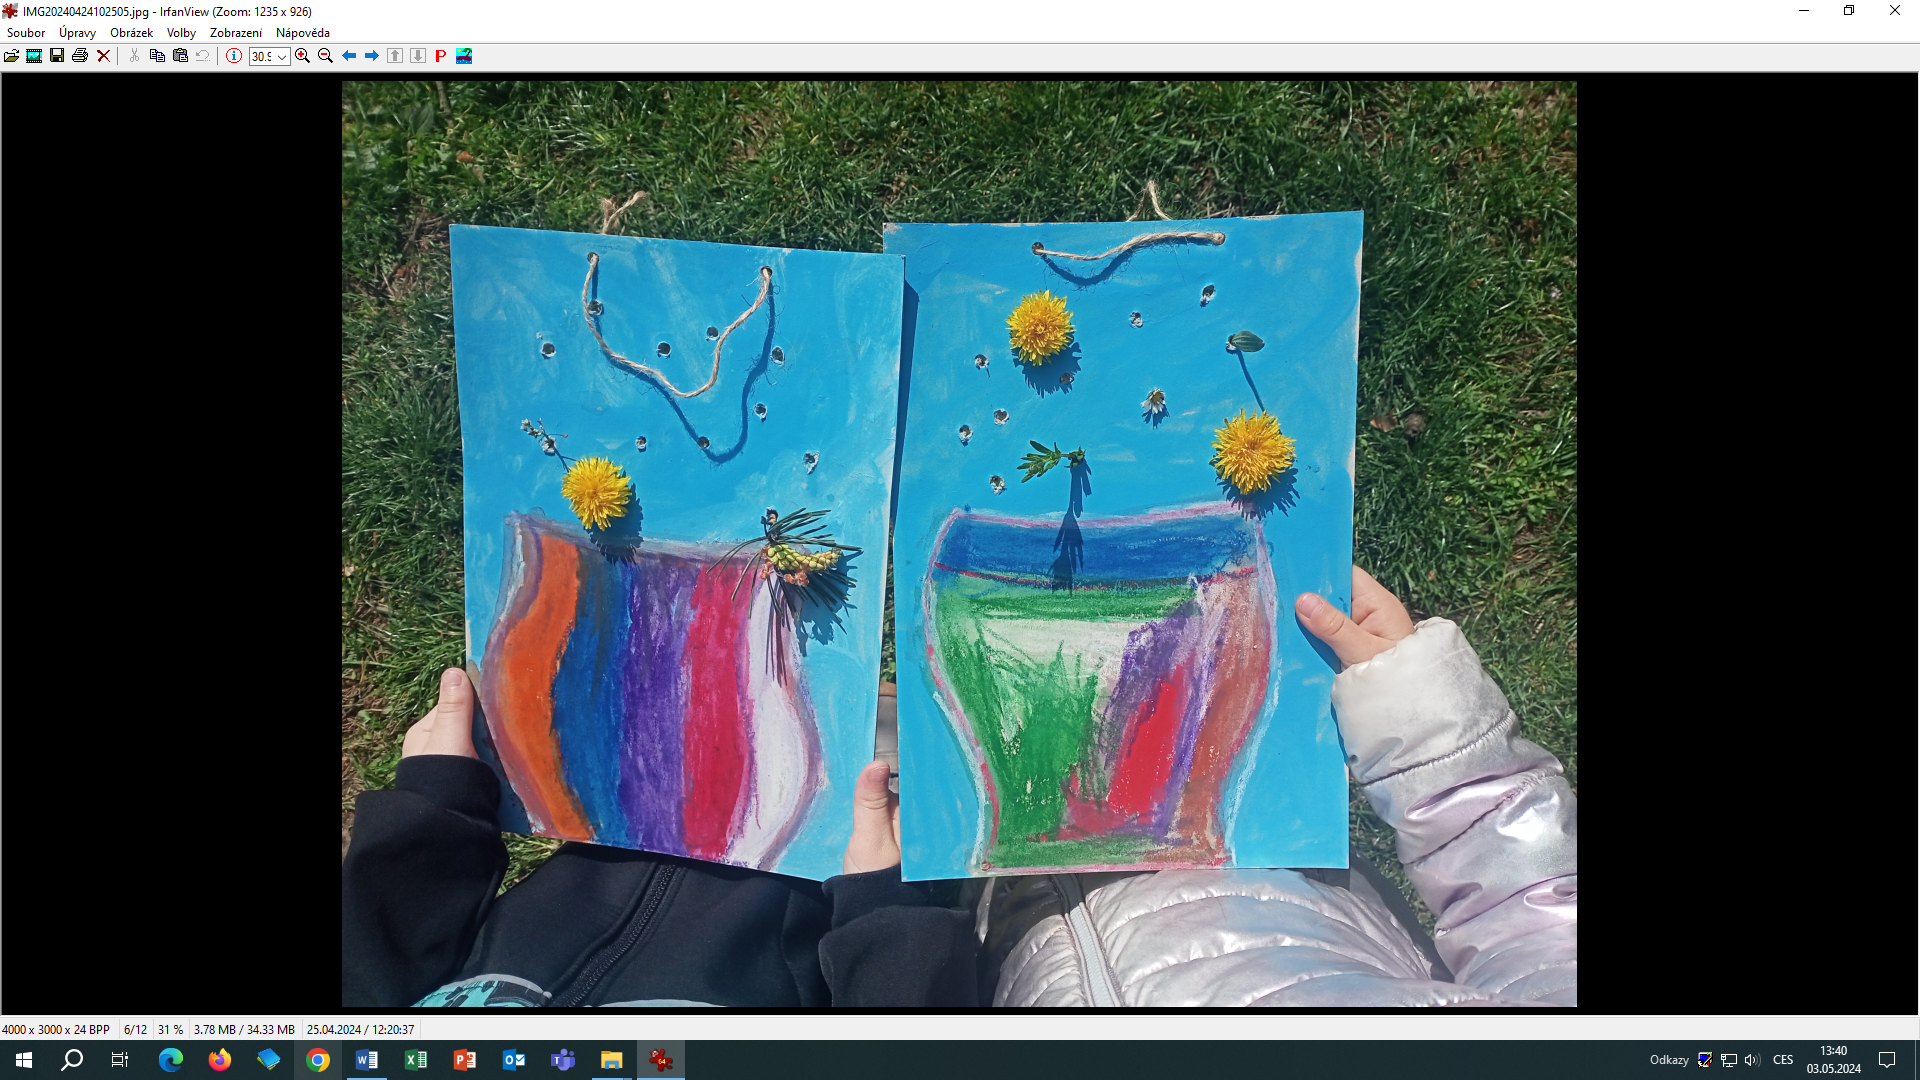 IMG20240424102505.jpg - IrfanView (Zoom: 1235 x 926)
Soubor Úpravy Obrázek Volby Zobrazení Nápověda
30.9
4000 x 3000 x 24 BPP 6/12 31 % 3.78 MB / 34.33 MB 25.04.2024 / 12:20:37
Odkazy CES 13:40
03.05.2024